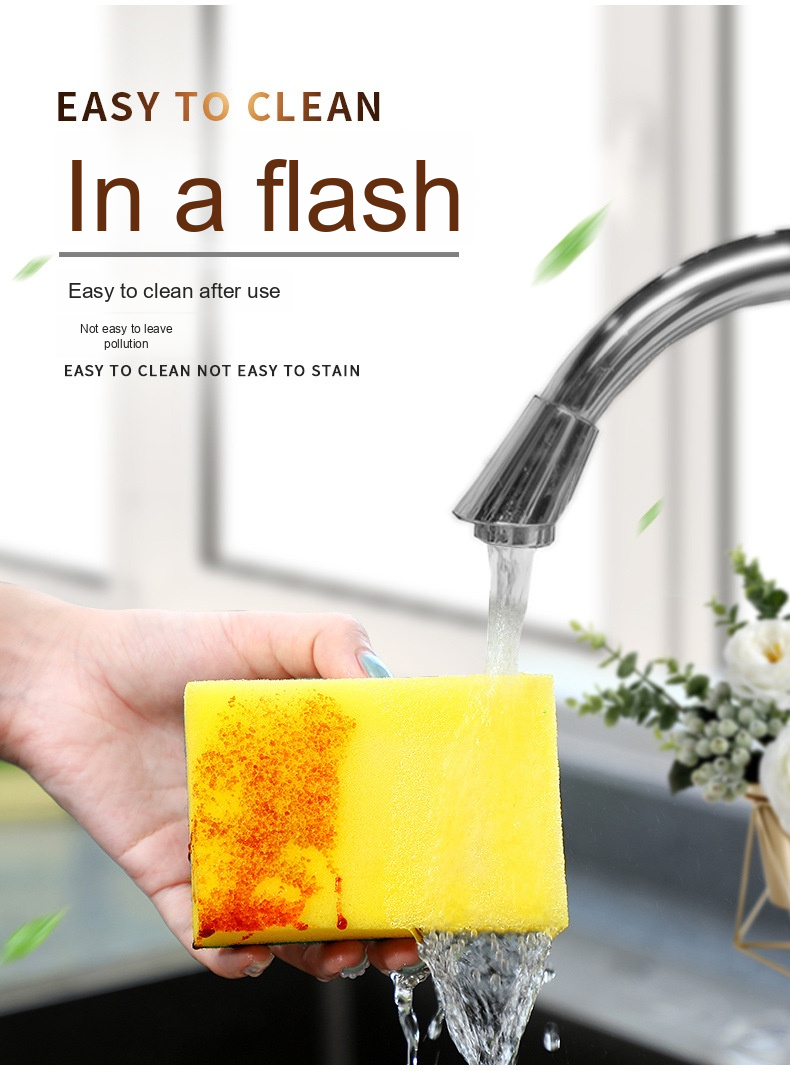 EASY TO CLEAN
In a flash
Easy to clean after use
Not easy to leave
pollution
EASY TO CLEAN NOT EASY TO STAIN